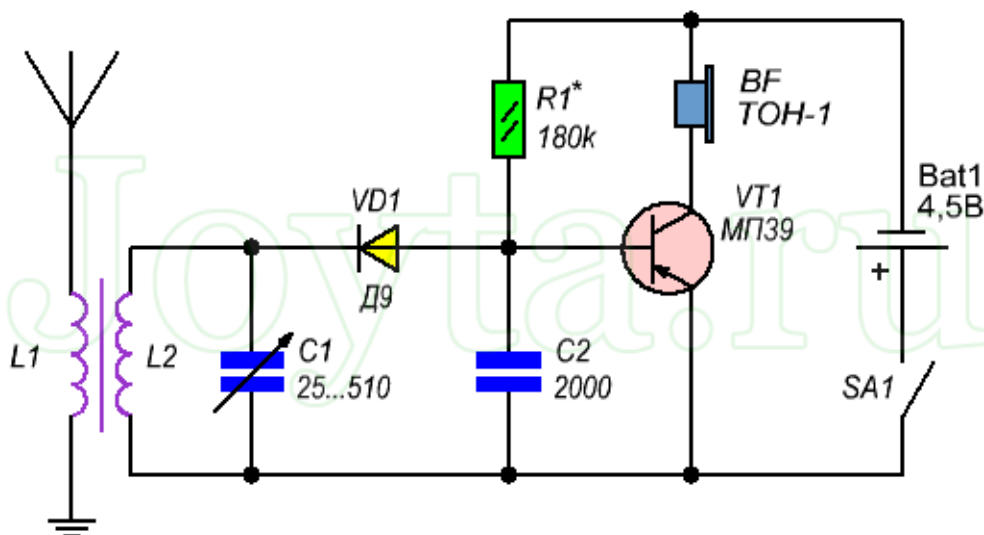 R1*
180k
BF
ТОН-1
VD1
Д9
VT1
МП39
Bat1
4,5В
+
L1
L2
C1
25...510
C2
2000
SA1
Joyta.ru